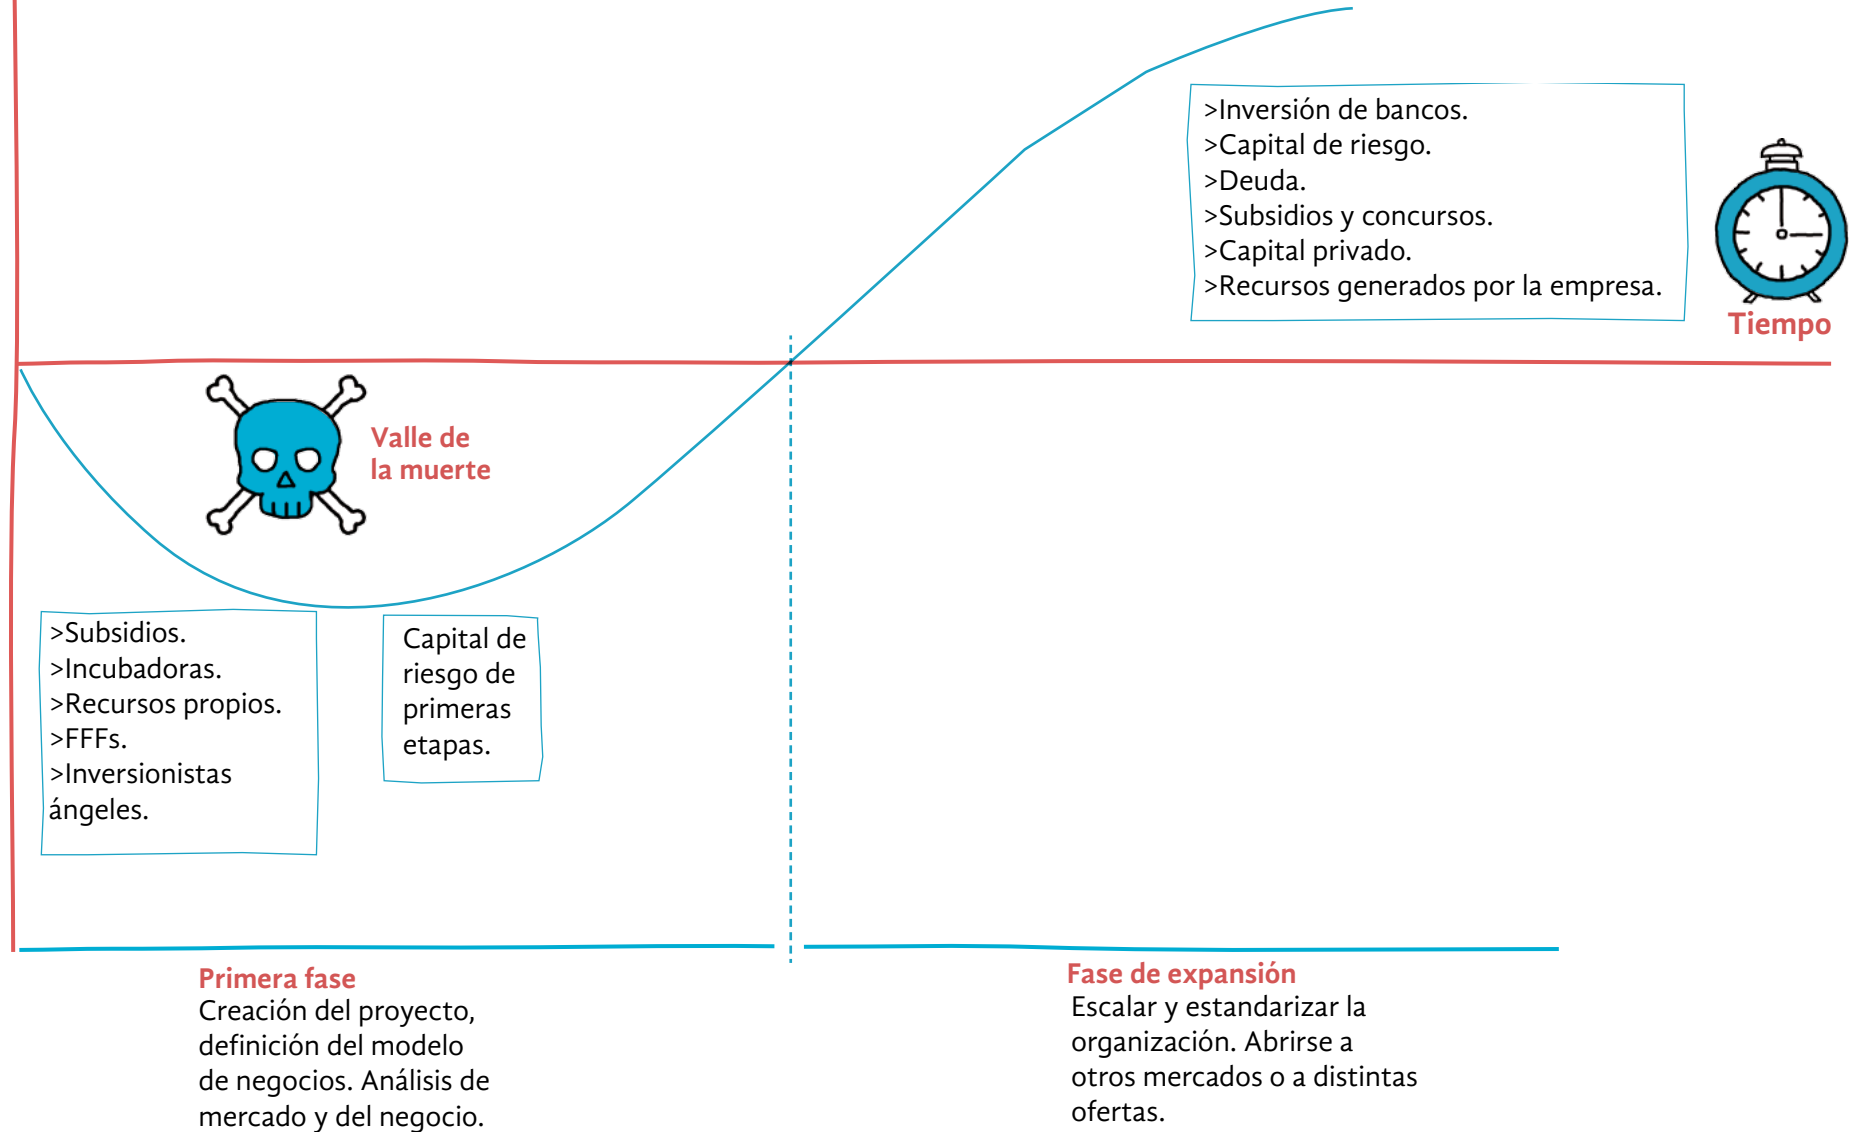 >Inversión de bancos.
>Capital de riesgo.
>Deuda.
>Subsidios y concursos.
>Capital privado.
>Recursos generados por la empresa.
Tiempo
Valle de
la muerte
>Subsidios.
>Incubadoras.
>Recursos propios.
>FFFs.
>Inversionistas
ángeles.
Capital de
riesgo de
primeras
etapas.
Primera fase
Creación del proyecto,
definición del modelo
de negocios. Análisis de
mercado y del negocio.
Fase de expansión
Escalar y estandarizar la
organización. Abrirse a
otros mercados o a distintas
ofertas.